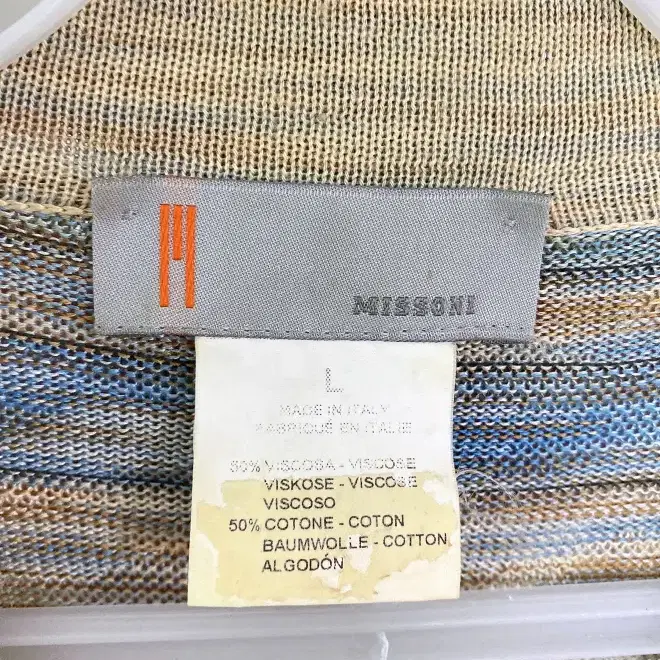 M
MISSONI
L
MADE IN ITALY
FABRIQUÉ EN ITALIE
50% VISCOSA - VISCOSE
VISKOSE - VISCOSE
VISCOSO
50% COTONE - COTON
BAUMWOLLE - COTTON
ALGODÓN